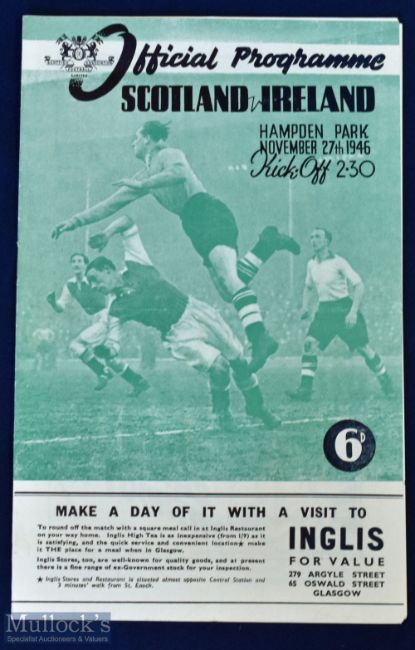 Official Programme
SCOTLAND v IRELAND
HAMPDEN PARK
NOVEMBER 27th 1946
Kick-Off 2·30
6D
MAKE A DAY OF IT WITH A VISIT TO
To round off the match with a square meal call in at Inglis Restaurant
on your way home. Inglis High Tea is as inexpensive (from 1/9) as it
is satisfying, and the quick service and convenient location★ make
it THE place for a meal when in Glasgow.
Inglis Stores, too, are well-known for quality goods, and at present
there is a fine range of ex-Government stock for your inspection.
★ Inglis Stores and Restaurant is situated almost opposite Central Station and
3 minutes' walk from St. Enoch.
INGLIS
FOR VALUE
279 ARGYLE STREET
65 OSWALD STREET
GLASGOW
Mullock's
Specialist Auctioneers & Valuers